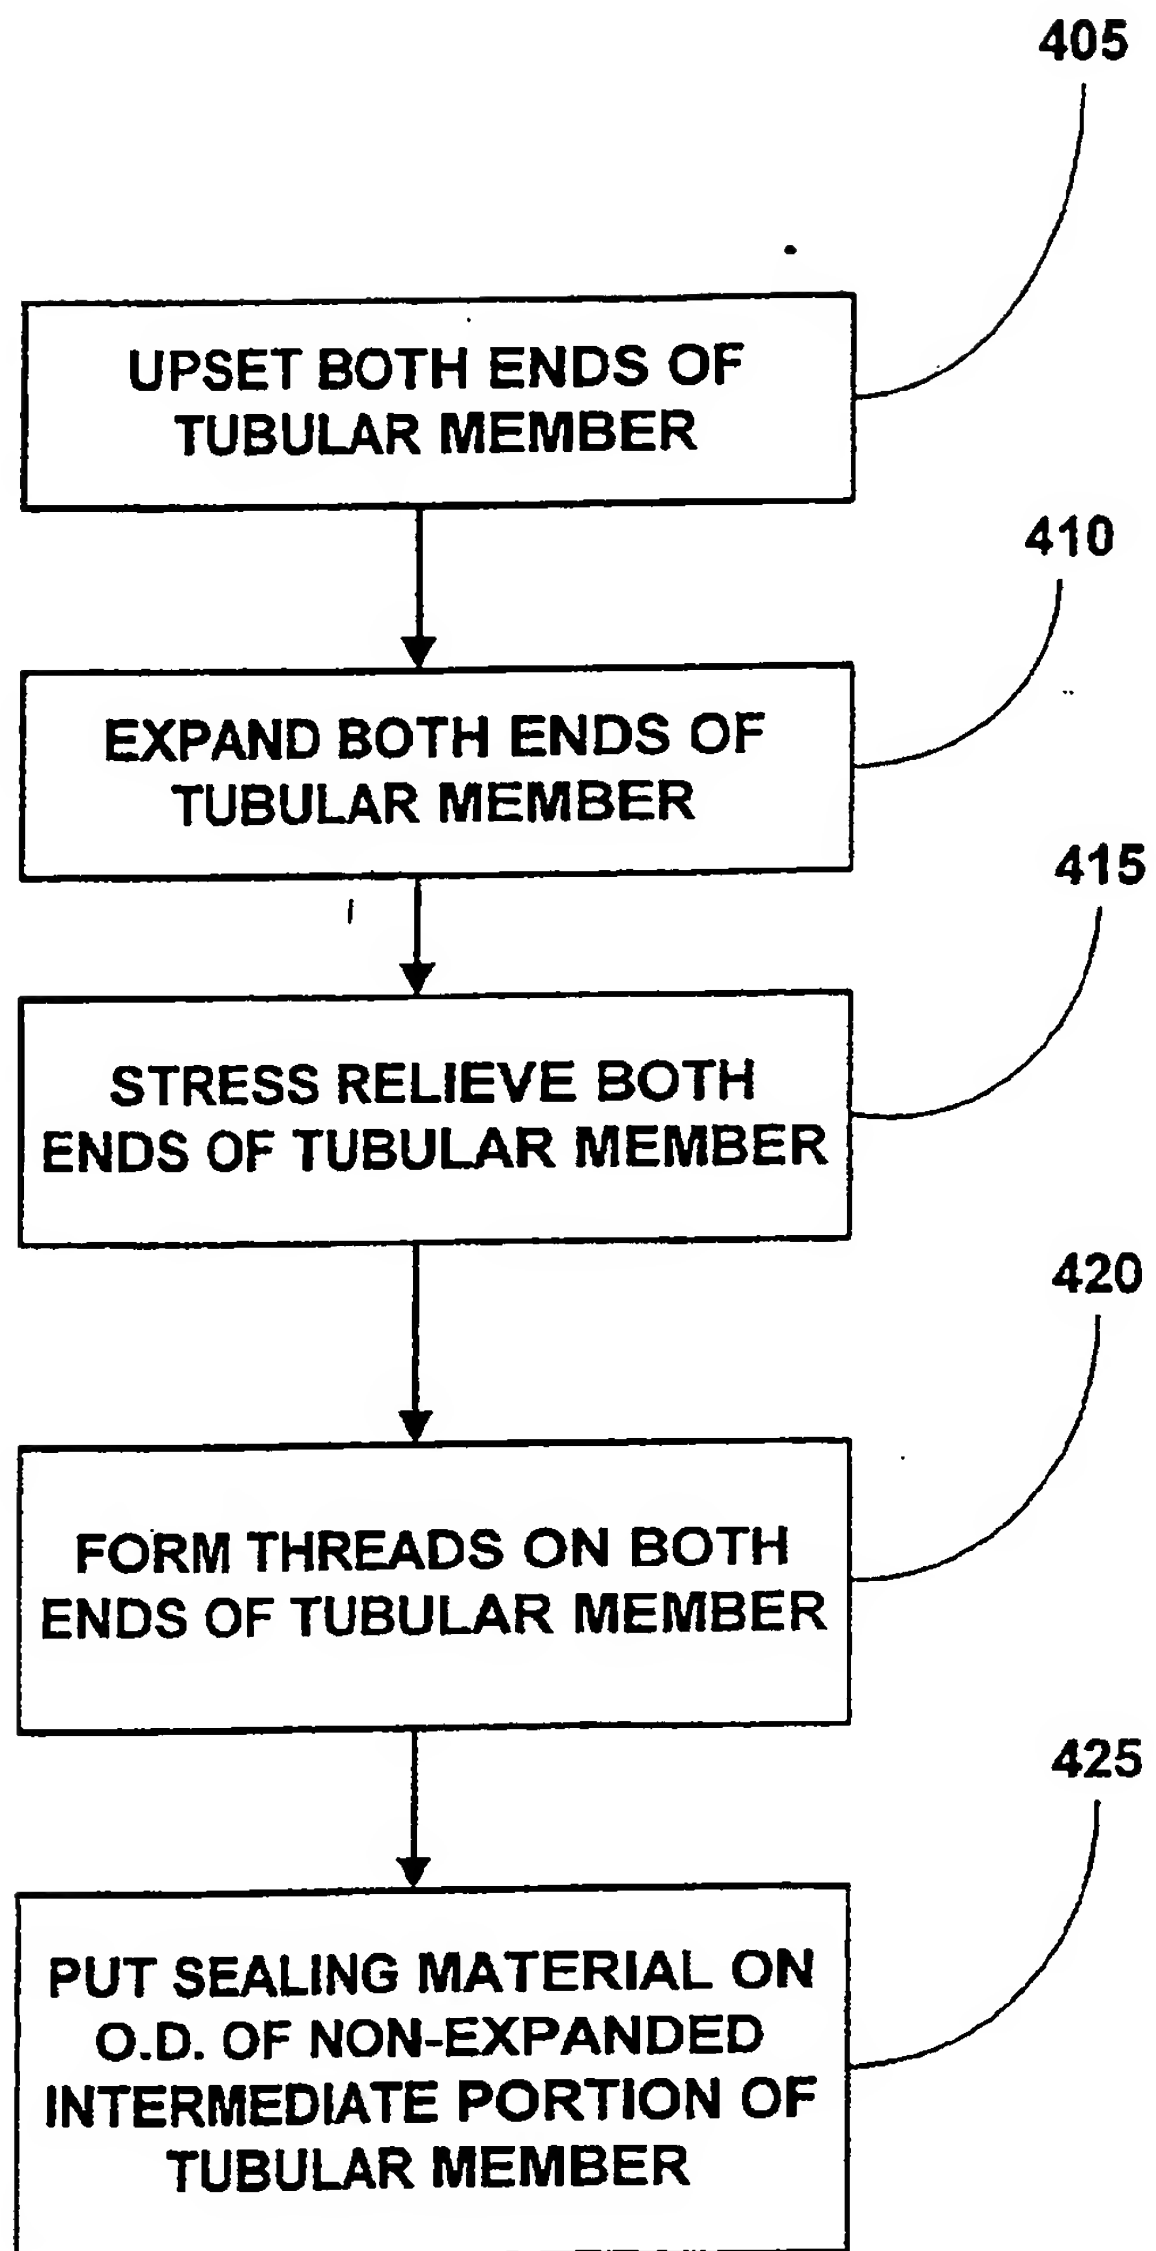 405
UPSET BOTH ENDS OF
TUBULAR MEMBER
410
EXPAND BOTH ENDS OF
TUBULAR MEMBER
415
STRESS RELIEVE BOTH
ENDS OF TUBULAR MEMBER
420
FORM THREADS ON BOTH
ENDS OF TUBULAR MEMBER
425
PUT SEALING MATERIAL ON
O.D. OF NON-EXPANDED
INTERMEDIATE PORTION OF
TUBULAR MEMBER